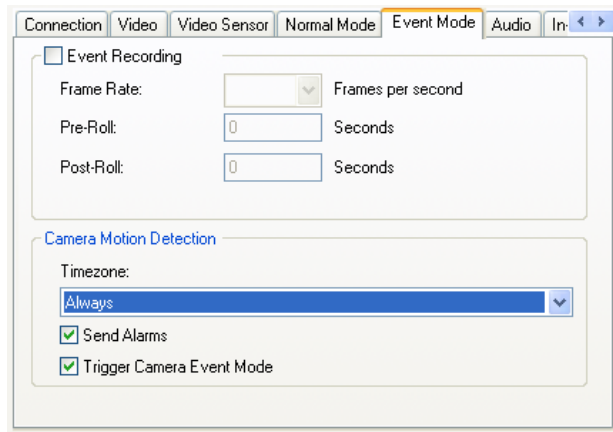 Connection Video Video Sensor Normal Mode Event Mode Audio In-
Event Recording
Frame Rate: Frames per second
Pre-Roll: 0 Seconds
Post-Roll: 0 Seconds
Camera Motion Detection
Timezone:
Always
Send Alarms
Trigger Camera Event Mode